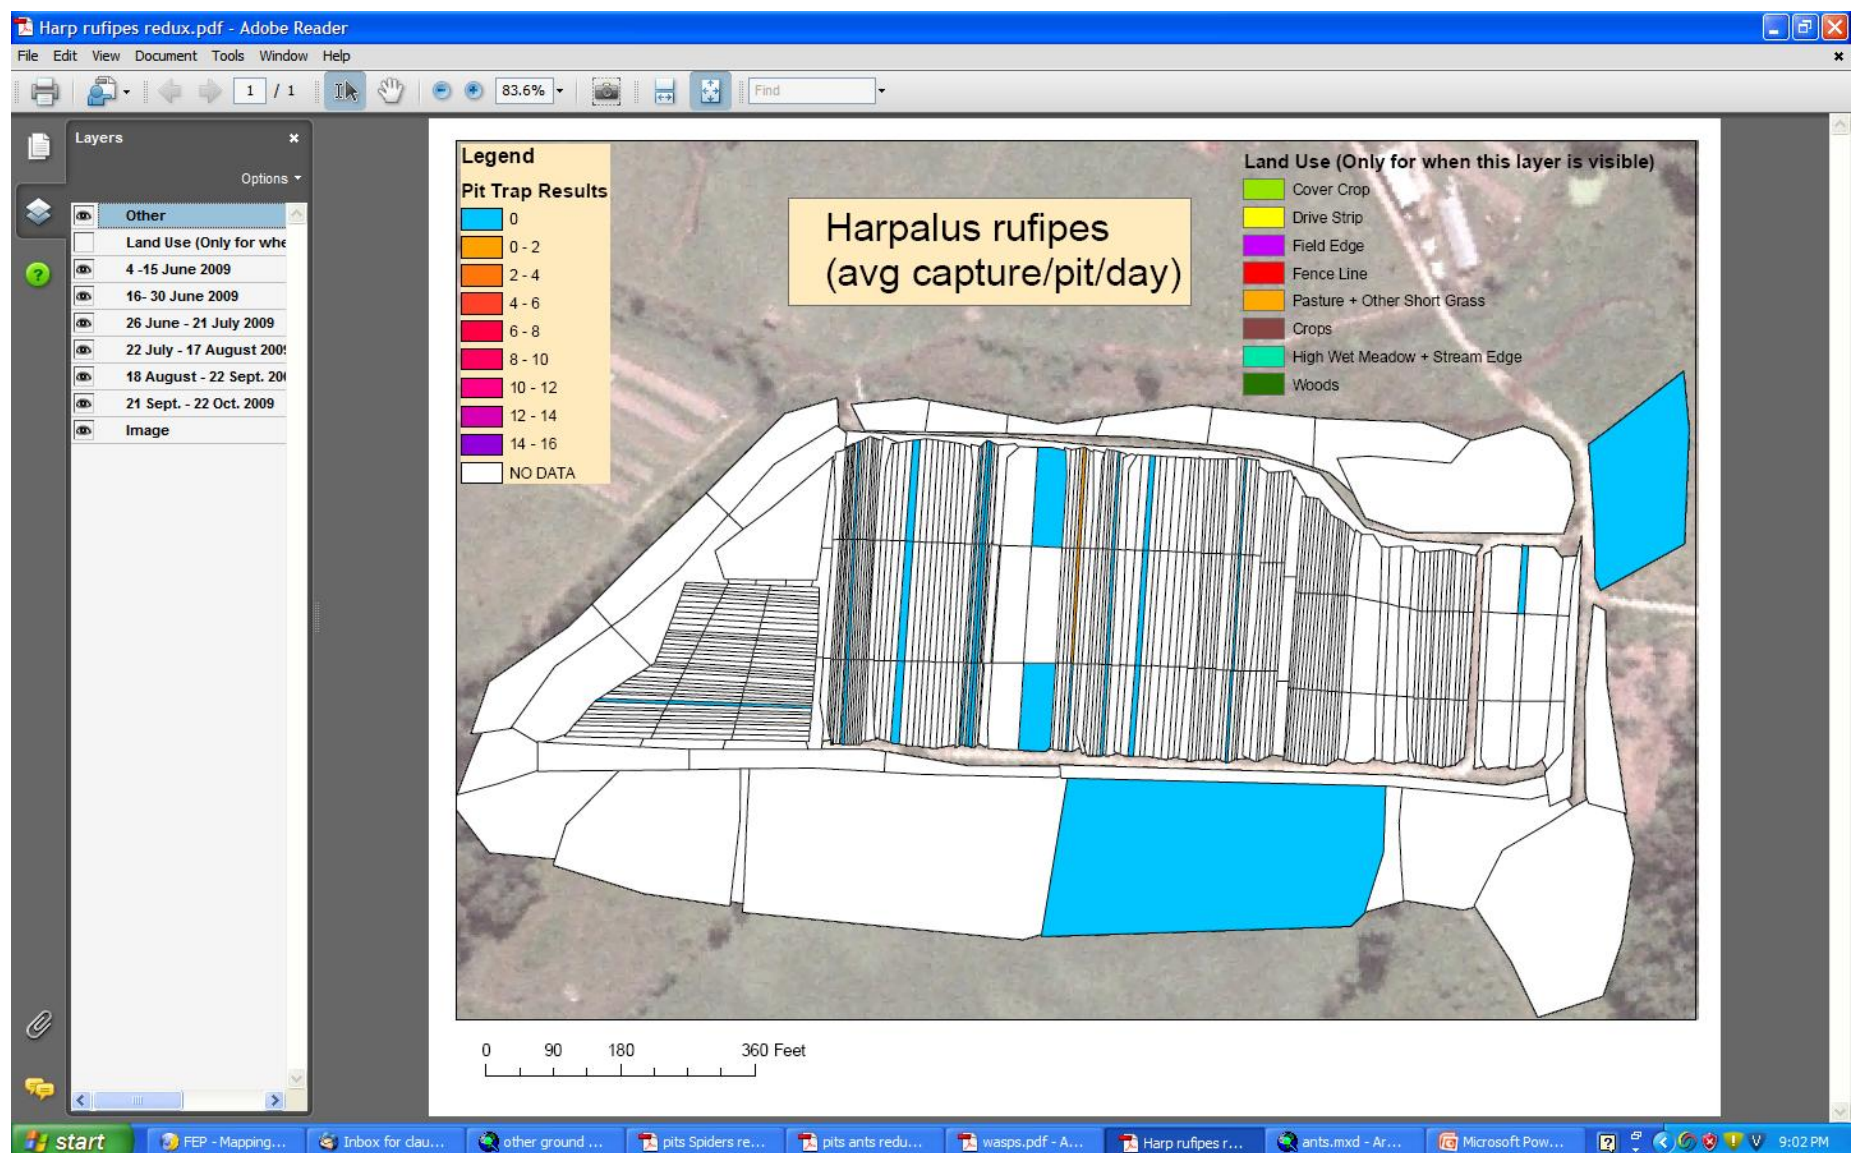 Harp rufipes redux.pdf - Adobe Reader
File Edit View Document Tools Window Help
1 / 1 83.6% Find
Layers
Options
Other
Land Use (Only for whe
4 -15 June 2009
16- 30 June 2009
26 June - 21 July 2009
22 July - 17 August 2009
18 August - 22 Sept. 200
21 Sept. - 22 Oct. 2009
Image
Legend
Pit Trap Results
0
0 - 2
2 - 4
4 - 6
6 - 8
8 - 10
10 - 12
12 - 14
14 - 16
NO DATA
Harpalus rufipes
(avg capture/pit/day)
Land Use (Only for when this layer is visible)
Cover Crop
Drive Strip
Field Edge
Fence Line
Pasture + Other Short Grass
Crops
High Wet Meadow + Stream Edge
Woods
0 90 180 360 Feet
start FEP - Mapping... Inbox for clau... other ground ... pits Spiders re... pits ants redu... wasps.pdf - A... Harp rufipes r... ants.mxd - Ar... Microsoft Pow... 9:02 PM